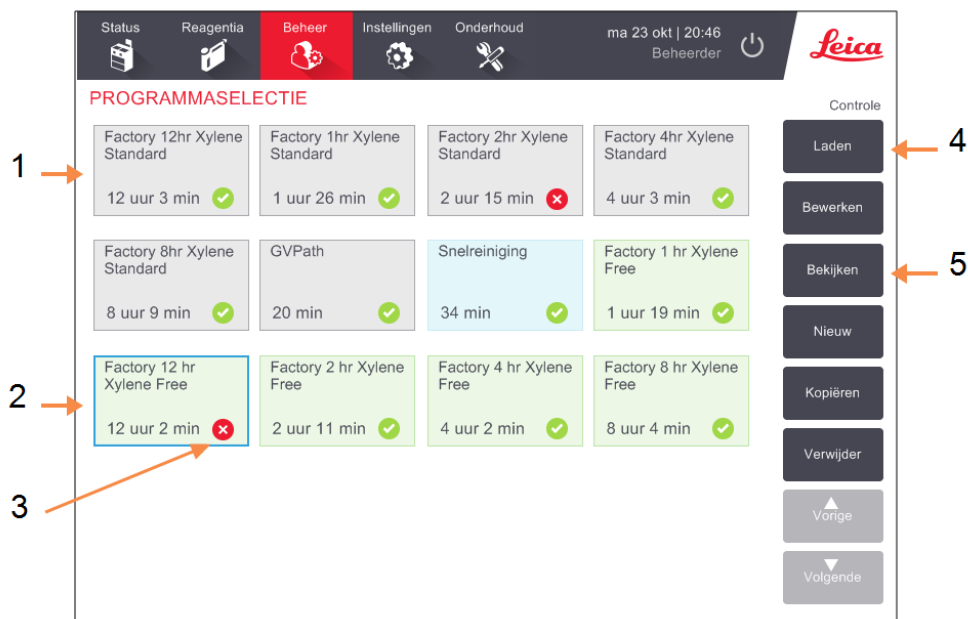 Status Reagentia Beheer Instellingen Onderhoud
ma 23 okt | 20:46
Beheerder
Leica
PROGRAMMASELECTIE
Controle
1
Factory 12hr Xylene
Standard
12 uur 3 min
Factory 1hr Xylene
Standard
1 uur 26 min
Factory 2hr Xylene
Standard
2 uur 15 min
Factory 4hr Xylene
Standard
4 uur 3 min
Factory 8hr Xylene
Standard
8 uur 9 min
GVPath
20 min
Snelreiniging
34 min
Factory 1 hr Xylene
Free
1 uur 19 min
2
Factory 12 hr
Xylene Free
12 uur 2 min
Factory 2 hr Xylene
Free
2 uur 11 min
Factory 4 hr Xylene
Free
4 uur 2 min
Factory 8 hr Xylene
Free
8 uur 4 min
3
Laden
4
Bewerken
Bekijken
5
Nieuw
Kopiëren
Verwijder
Vorige
Volgende